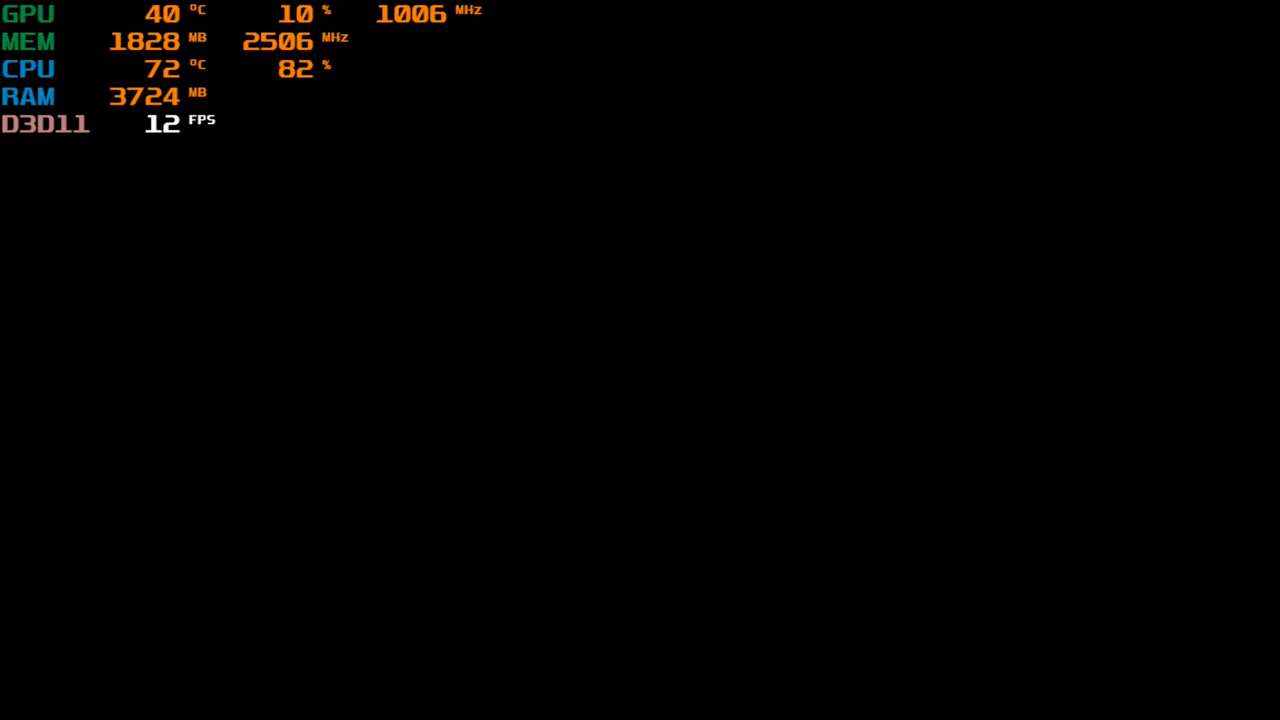 GPU 40 °C 10 % 1006 MHz
MEM 1828 MB 2506 MHz
CPU 72 °C 82 %
RAM 3724 MB
D3D11 12 FPS